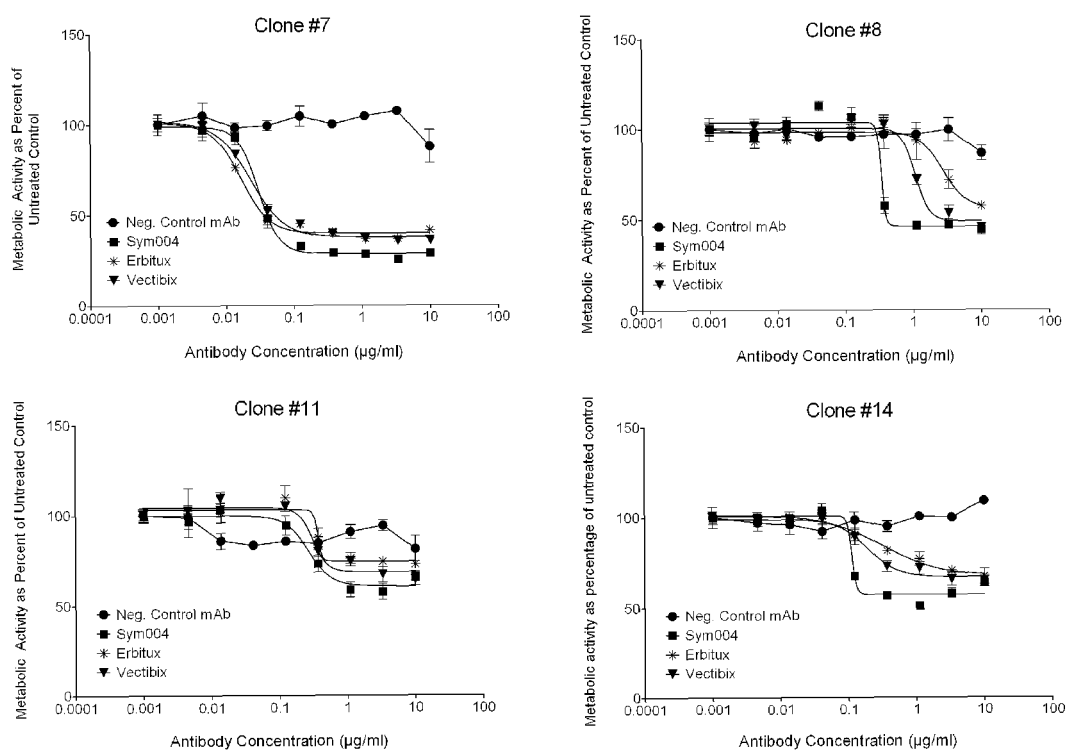 Clone #7
Metabolic Activity as Percent of
Untreated Control
150
100
50
0
Neg. Control mAb
Sym004
Erbitux
Vectibix
0.0001
0.001
0.01
0.1
1
10
100
Antibody Concentration (µg/ml)
Clone #8
Metabolic Activity as Percent of Untreated Control
150
100
50
0
Neg. Control mAb
Sym004
Erbitux
Vectibix
0.0001
0.001
0.01
0.1
1
10
100
Antibody Concentration (µg/ml)
Clone #11
Metabolic Activity as Percent of Untreated Control
150
100
50
0
Neg. Control mAb
Sym004
Erbitux
Vectibix
0.0001
0.001
0.01
0.1
1
10
100
Antibody Concentration (µg/ml)
Clone #14
Metabolic activity as percentage of untreated control
150
100
50
0
Neg. Control mAb
Sym004
Erbitux
Vectibix
0.0001
0.001
0.01
0.1
1
10
100
Antibody Concentration (µg/ml)